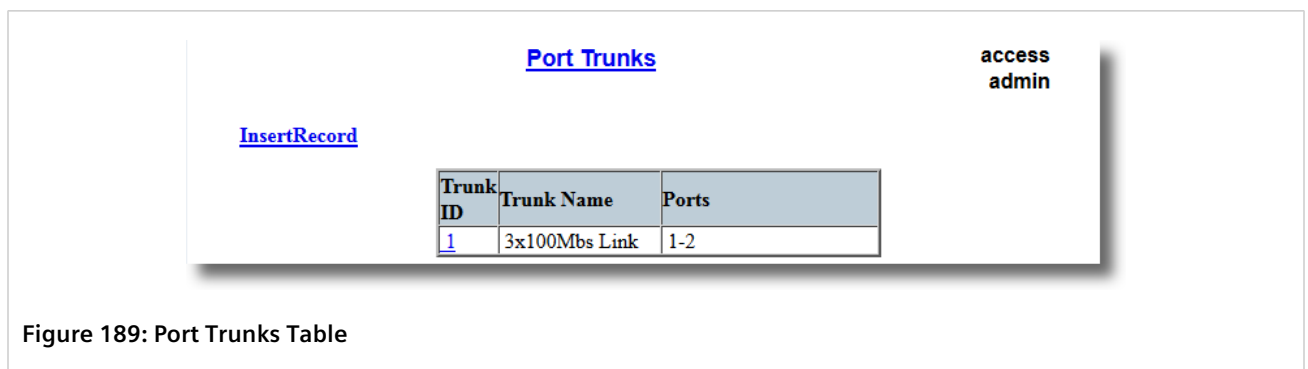 Port Trunks
access
admin
InsertRecord
Trunk ID Trunk Name Ports
1 3x100Mbs Link 1-2
Figure 189: Port Trunks Table